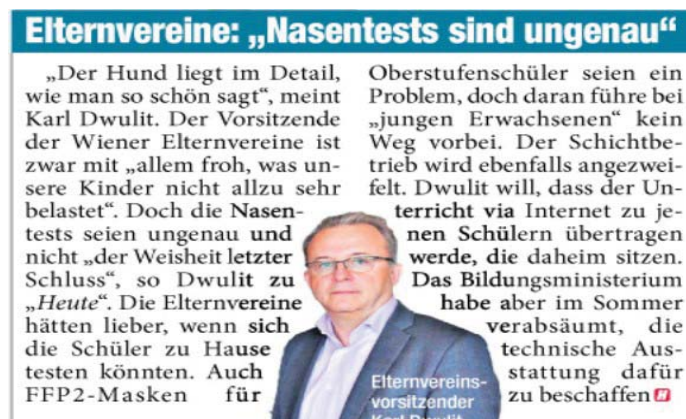 Elternvereine: „Nasentests sind ungenau“
„Der Hund liegt im Detail,
wie man so schön sagt“, meint
Karl Dwulit. Der Vorsitzende
der Wiener Elternvereine ist
zwar mit „allem froh, was un-
sere Kinder nicht allzu sehr
belastet“. Doch die Nasen-
tests seien ungenau und
nicht „der Weisheit letzter
Schluss“, so Dwulit zu
„Heute“. Die Elternvereine
hätten lieber, wenn sich
die Schüler zu Hause
testen könnten. Auch
FFP2-Masken für
Oberstufenschüler seien ein
Problem, doch daran führe bei
„jungen Erwachsenen“ kein
Weg vorbei. Der Schichtbe-
trieb wird ebenfalls angezwei-
felt. Dwulit will, dass der Un-
terricht via Internet zu je-
nen Schülern übertragen
werde, die daheim sitzen.
Das Bildungsministerium
habe aber im Sommer
verabsäumt, die
technische Aus-
stattung dafür
zu beschaffen H
Elternvereins-
vorsitzender
Karl Dwulit